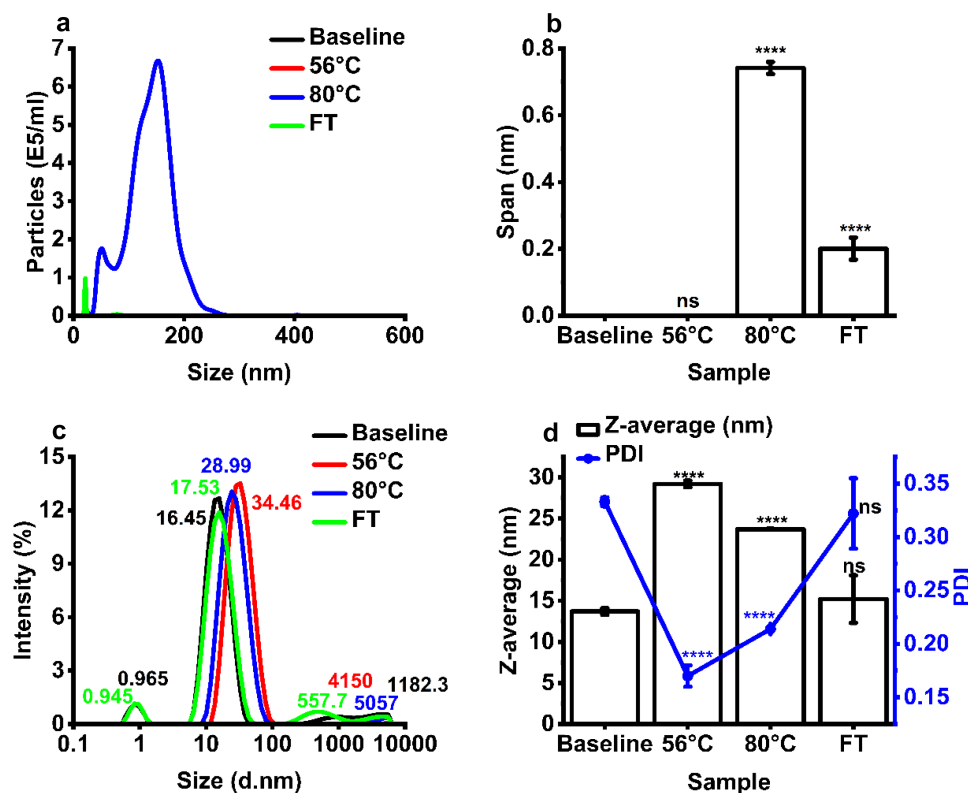 a
Baseline
56°C
80°C
FT
7
6
5
4
3
2
1
0
Particles (E5/ml)
0 200 400 600
Size (nm)
b
0.8
0.6
0.4
0.2
0.0
Span (nm)
ns
****
****
Baseline 56°C 80°C FT
Sample
c
Baseline
56°C
80°C
FT
15
12
9
6
3
0
Intensity (%)
28.99
17.53
16.45
34.46
0.965
0.945
4150
1182.3
557.7
5057
0.1 1 10 100 1000 10000
Size (d.nm)
d
Z-average (nm)
PDI
30
25
20
15
10
5
0
Z-average (nm)
****
****
ns
ns
****
****
0.35
0.30
0.25
0.20
0.15
PDI
Baseline 56°C 80°C FT
Sample